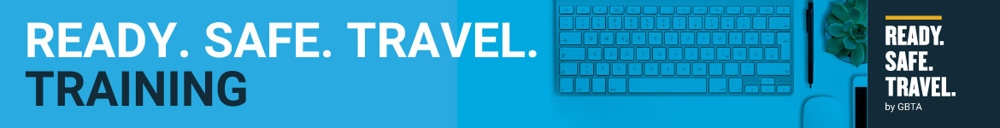 READY. SAFE. TRAVEL.
TRAINING
READY.
SAFE.
TRAVEL.
by GBTA